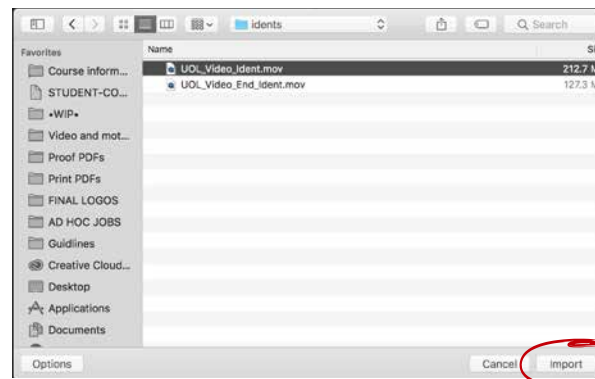 idents
Search
Favorites
Name
Si
Course inform...
UOL_Video_Ident.mov
212.7 M
STUDENT-CO...
UOL_Video_End_Ident.mov
127.3 M
•WIP•
Video and mot...
Proof PDFs
Print PDFs
FINAL LOGOS
AD HOC JOBS
Guidlines
Creative Cloud...
Desktop
Applications
Documents
Options
Cancel
Import